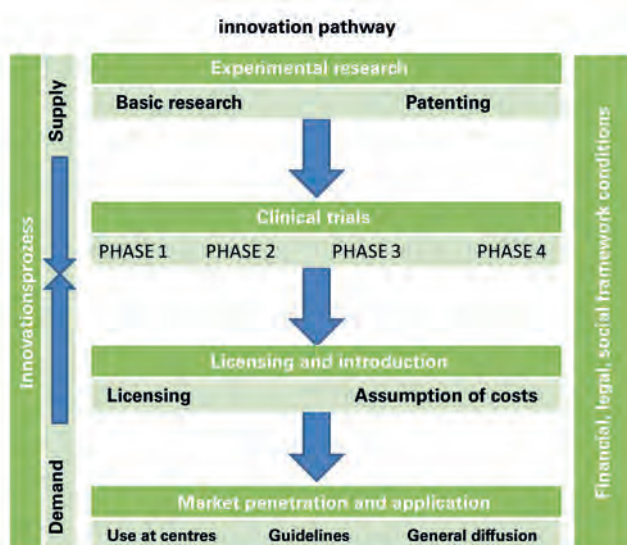 innovation pathway
Innovationsprozess
Supply
Demand
Experimental research
Basic research Patenting
Clinical trials
PHASE 1 PHASE 2 PHASE 3 PHASE 4
Licensing and introduction
Licensing Assumption of costs
Market penetration and application
Use at centres Guidelines General diffusion
Financial, legal, social framework conditions